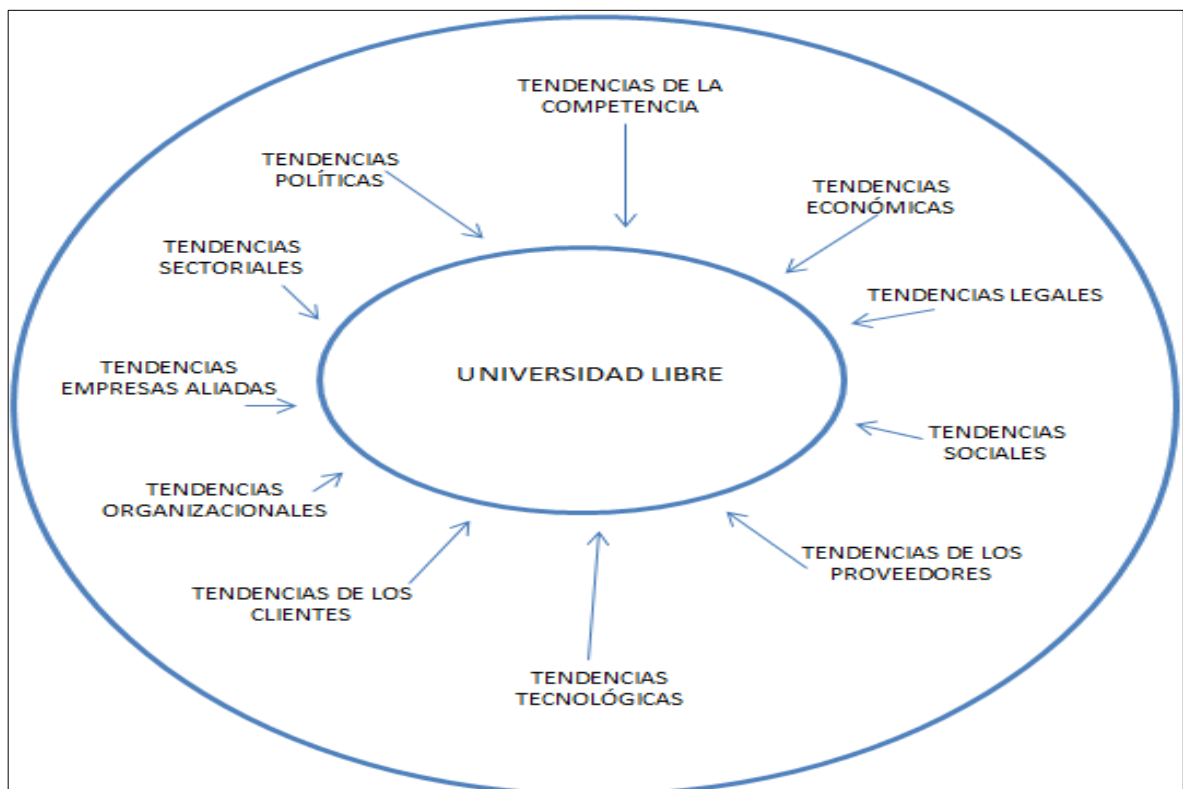 TENDENCIAS DE LA
COMPETENCIA
TENDENCIAS
POLÍTICAS
TENDENCIAS
ECONÓMICAS
TENDENCIAS
SECTORIALES
TENDENCIAS LEGALES
TENDENCIAS
EMPRESAS ALIADAS
UNIVERSIDAD LIBRE
TENDENCIAS
SOCIALES
TENDENCIAS
ORGANIZACIONALES
TENDENCIAS DE LOS
PROVEEDORES
TENDENCIAS DE LOS
CLIENTES
TENDENCIAS
TECNOLÓGICAS